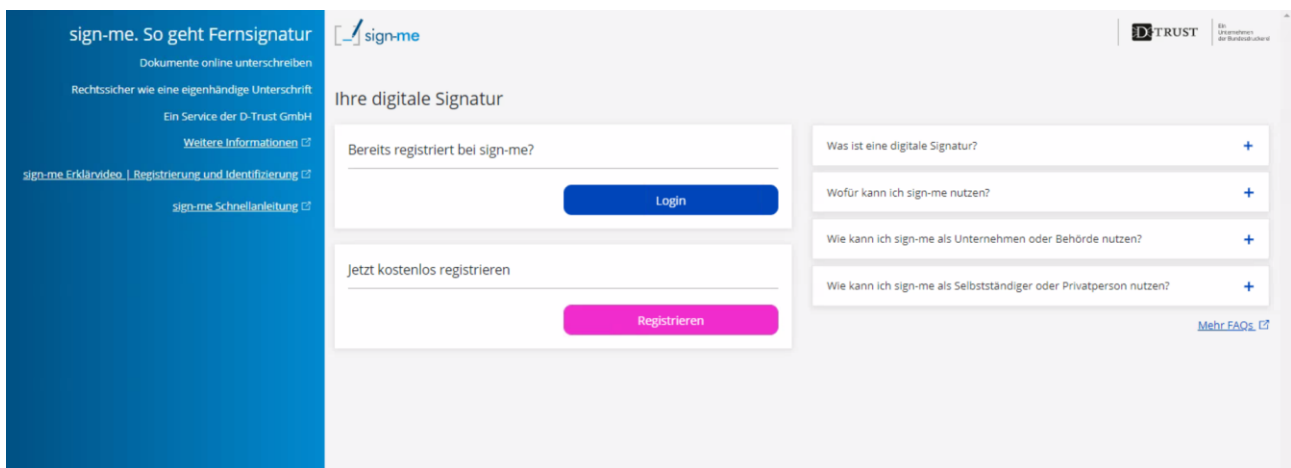 sign-me. So geht Fernsignatur
Dokumente online unterschreiben
Rechtssicher wie eine eigenhändige Unterschrift
Ein Service der D-Trust GmbH
Weitere Informationen
sign-me Erklärvideo | Registrierung und Identifizierung
sign-me Schnellanleitung
sign-me
D-TRUST
Ein
Unternehmen
der Bundesdruckerei
Ihre digitale Signatur
Bereits registriert bei sign-me?
Login
Jetzt kostenlos registrieren
Registrieren
Was ist eine digitale Signatur?
Wofür kann ich sign-me nutzen?
Wie kann ich sign-me als Unternehmen oder Behörde nutzen?
Wie kann ich sign-me als Selbstständiger oder Privatperson nutzen?
Mehr FAQs